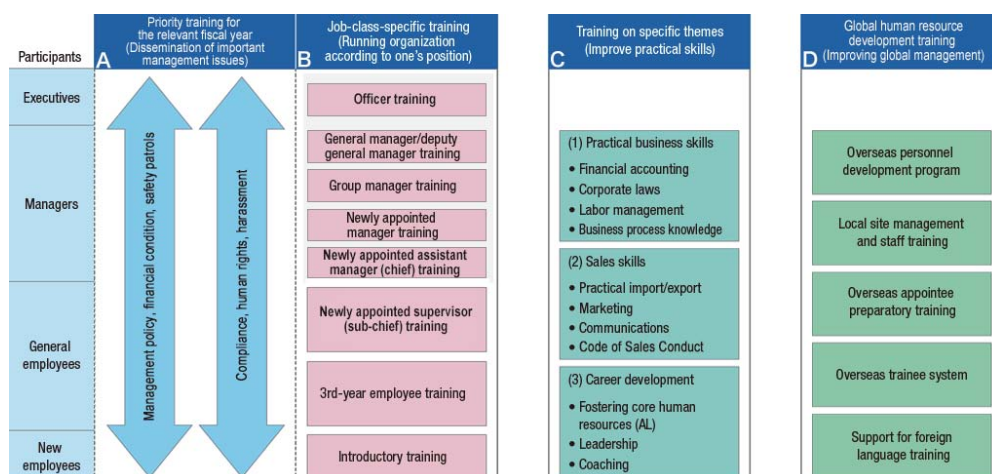 Participants
A
Priority training for
the relevant fiscal year
(Dissemination of important
management issues)
B
Job-class-specific training
(Running organization
according to one's position)
C
Training on specific themes
(Improve practical skills)
D
Global human resource
development training
(Improving global management)
Executives
Managers
General
employees
New
employees
Management policy, financial condition, safety patrols
Compliance, human rights, harassment
Officer training
General manager/deputy
general manager training
Group manager training
Newly appointed
manager training
Newly appointed assistant
manager (chief) training
Newly appointed supervisor
(sub-chief) training
3rd-year employee training
Introductory training
(1) Practical business skills
• Financial accounting
• Corporate laws
• Labor management
• Business process knowledge
(2) Sales skills
• Practical import/export
• Marketing
• Communications
• Code of Sales Conduct
(3) Career development
• Fostering core human
resources (AL)
• Leadership
• Coaching
Overseas personnel
development program
Local site management
and staff training
Overseas appointee
preparatory training
Overseas trainee system
Support for foreign
language training